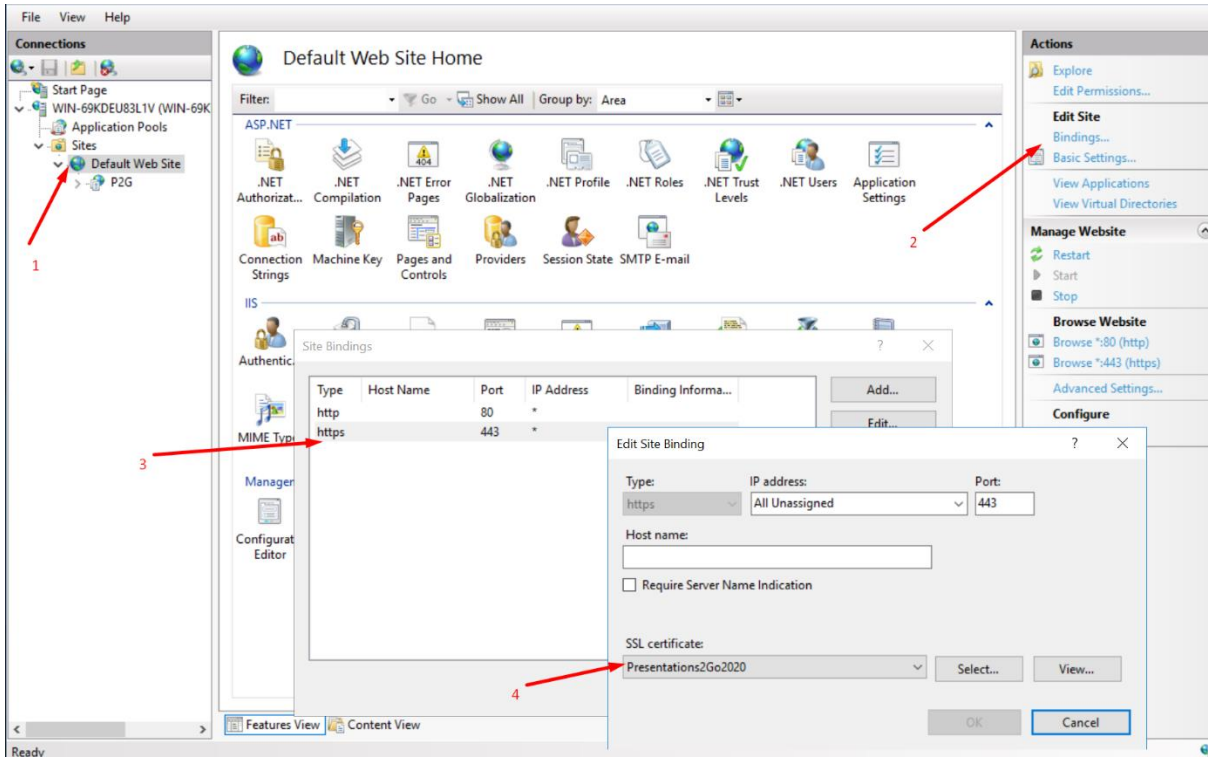 File View Help
Connections
Start Page
WIN-69KDEU83L1V (WIN-69K
Application Pools
Sites
Default Web Site
P2G
1
Ready
Default Web Site Home
Filter: Go Show All Group by: Area
ASP.NET
.NET Authorizat...
.NET Compilation
.NET Error Pages
.NET Globalization
.NET Profile
.NET Roles
.NET Trust Levels
.NET Users
Application Settings
Connection Strings
Machine Key
Pages and Controls
Providers
Session State
SMTP E-mail
IIS
Authentic
MIME Type
Manager
Configurat
Editor
Features View Content View
Site Bindings ?
Type Host Name Port IP Address Binding Informa...
http 80 *
https 443 *
Add...
Edit...
3
Edit Site Binding ?
Type: IP address: Port:
https All Unassigned 443
Host name:
Require Server Name Indication
SSL certificate:
Presentations2Go2020 Select... View...
4
OK Cancel
Actions
Explore
Edit Permissions...
Edit Site
Bindings...
Basic Settings...
2
View Applications
View Virtual Directories
Manage Website
Restart
Start
Stop
Browse Website
Browse *:80 (http)
Browse *:443 (https)
Advanced Settings...
Configure